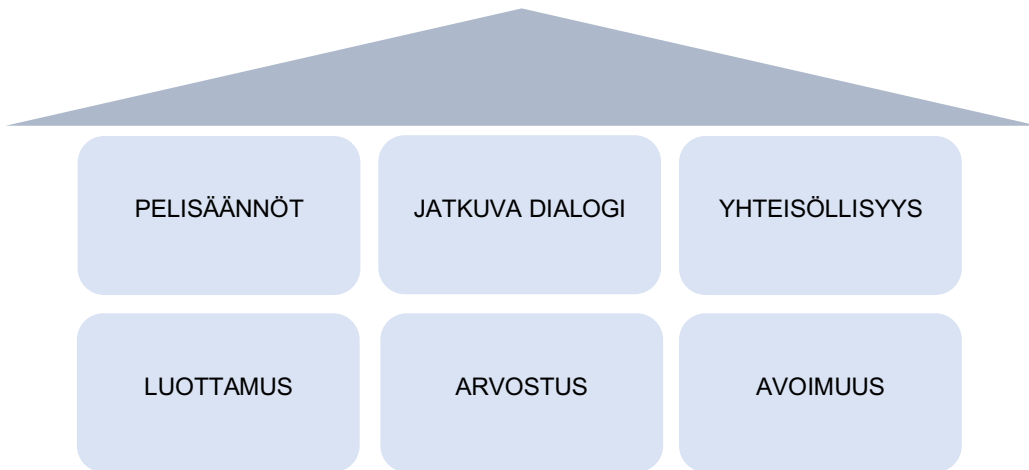 PELISÄÄNNÖT
JATKUVA DIALOGI
YHTEISÖLLISYYS
LUOTTAMUS
ARVOSTUS
AVOIMUUS